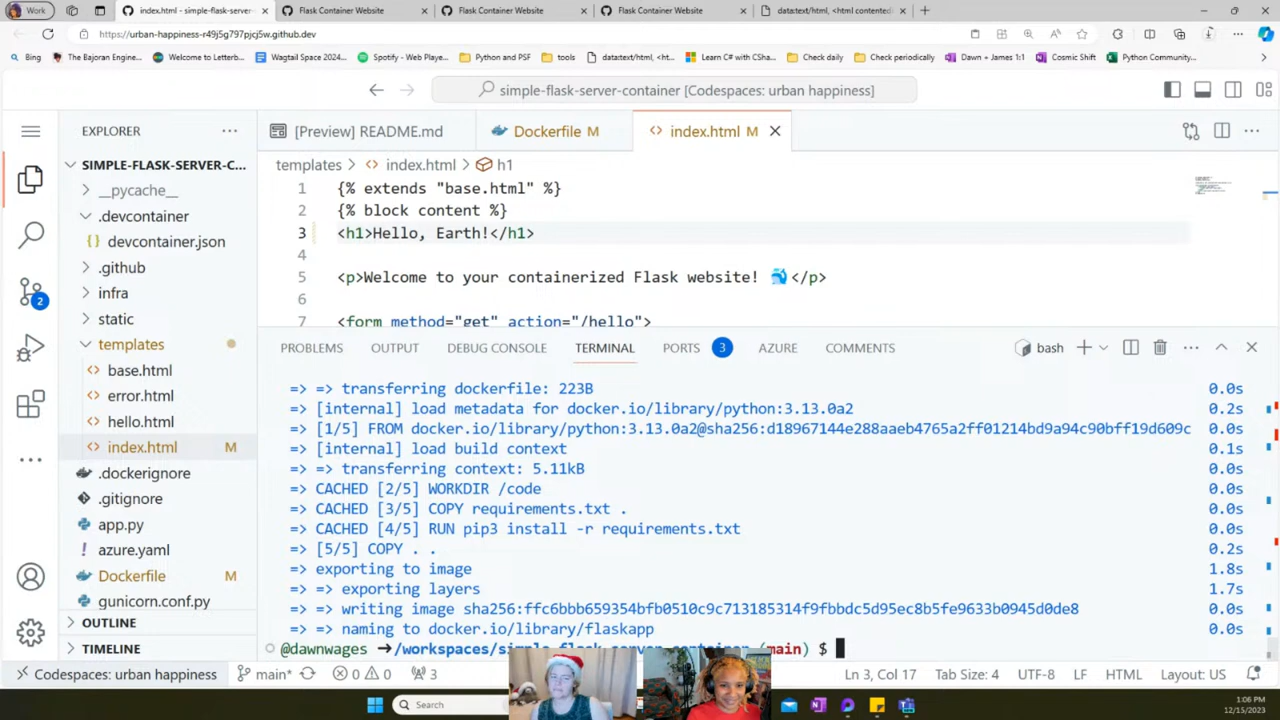 Work
index.html - simple-flask-server-
Flask Container Website
Flask Container Website
Flask Container Website
data:text/html, <html contented
https://urban-happiness-r49j5g797pjcj5w.github.dev
Bing
The Bajoran Engine...
Welcome to Letterb...
Wagtail Space 2024...
Spotify - Web Playe...
Python and PSF
tools
data:text/html, <ht...
Learn C# with CSha...
Check daily
Check periodically
Dawn + James 1:1
Cosmic Shift
Python Community...
simple-flask-server-container [Codespaces: urban happiness]
EXPLORER
[Preview] README.md
Dockerfile M
index.html M
SIMPLE-FLASK-SERVER-C...
__pycache__
.devcontainer
devcontainer.json
.github
infra
static
templates
base.html
error.html
hello.html
index.html M
.dockerignore
.gitignore
app.py
azure.yaml
Dockerfile M
gunicorn.conf.py
OUTLINE
TIMELINE
2
templates > index.html > h1
1 {% extends "base.html" %}
2 {% block content %}
3 <h1>Hello, Earth!</h1>
4
5 <p>Welcome to your containerized Flask website! 🐳</p>
6
7 <form method="get" action="/hello">
PROBLEMS OUTPUT DEBUG CONSOLE TERMINAL PORTS 3 AZURE COMMENTS
bash
=> => transferring dockerfile: 223B 0.0s
=> [internal] load metadata for docker.io/library/python:3.13.0a2 0.2s
=> [1/5] FROM docker.io/library/python:3.13.0a2@sha256:d18967144e288aaeb4765a2ff01214bd9a94c90bff19d609c 0.0s
=> [internal] load build context 0.1s
=> => transferring context: 5.11kB 0.0s
=> CACHED [2/5] WORKDIR /code 0.0s
=> CACHED [3/5] COPY requirements.txt . 0.0s
=> CACHED [4/5] RUN pip3 install -r requirements.txt 0.0s
=> [5/5] COPY . . 0.2s
=> exporting to image 1.8s
=> => exporting layers 1.7s
=> => writing image sha256:ffc6bbb659354bfb0510c9c713185314f9fbbdc5d95ec8b5fe9633b0945d0de8 0.0s
=> => naming to docker.io/library/flaskapp 0.0s
@dawnwages → /workspaces/simple-flask-server-container (main) $
Codespaces: urban happiness
main*
0 0
3
Ln 3, Col 17
Tab Size: 4
UTF-8
LF
HTML
Layout: US
Search
1:06 PM
12/15/2023